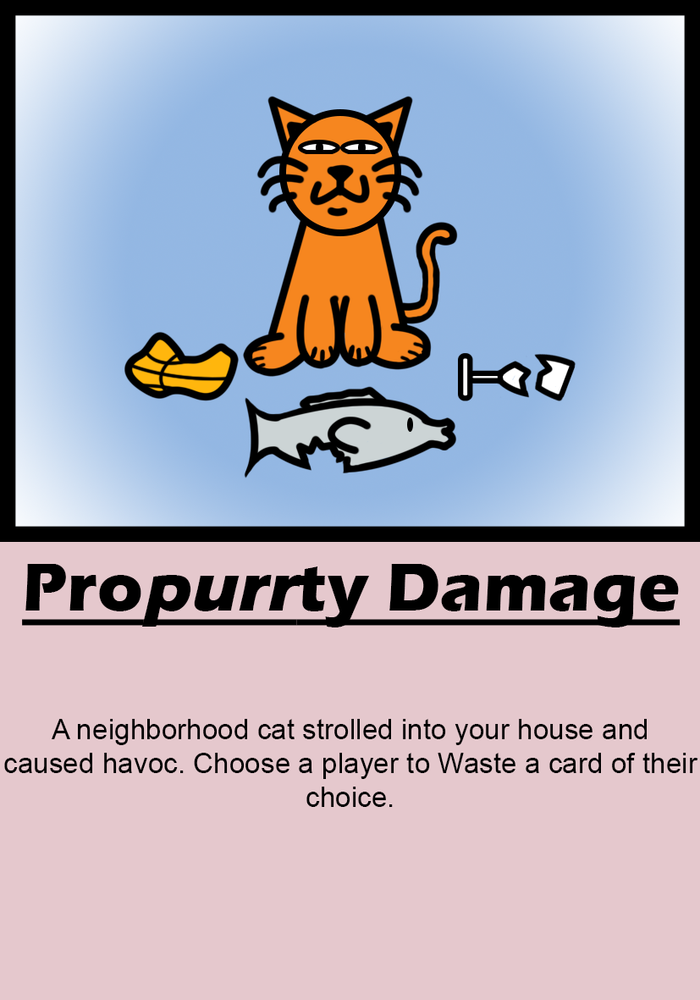 Propurrty Damage
A neighborhood cat strolled into your house and
caused havoc. Choose a player to Waste a card of their
choice.